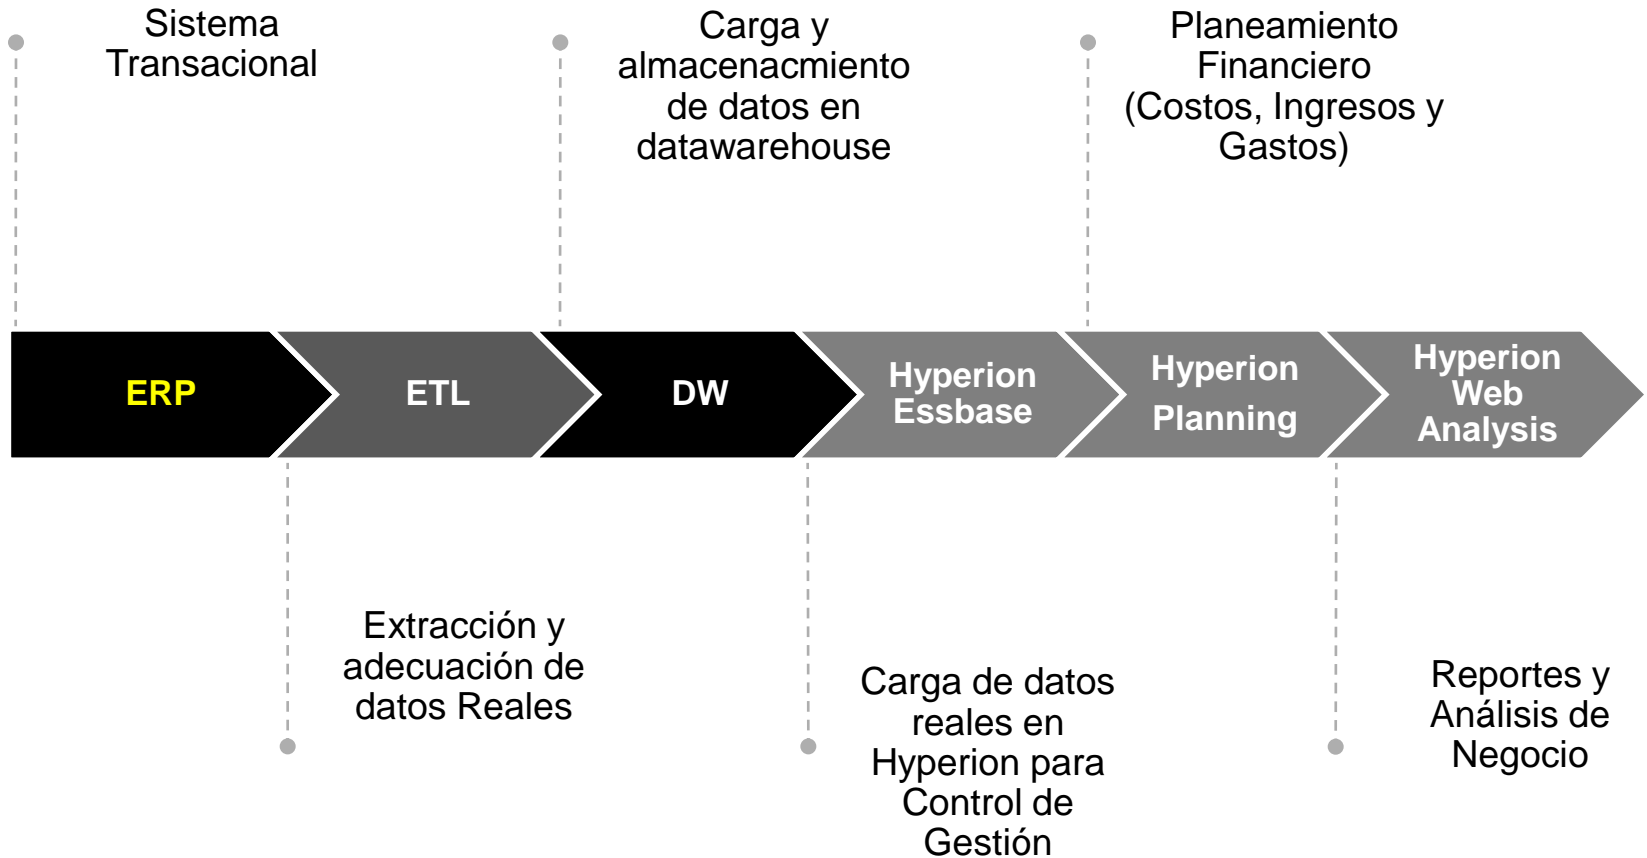 Sistema
Transacional
Carga y
almacenacmiento
de datos en
datawarehouse
Planeamiento
Financiero
(Costos, Ingresos y
Gastos)
ERP
ETL
DW
Hyperion
Essbase
Hyperion
Planning
Hyperion
Web
Analysis
Extracción y
adecuación de
datos Reales
Carga de datos
reales en
Hyperion para
Control de
Gestión
Reportes y
Análisis de
Negocio